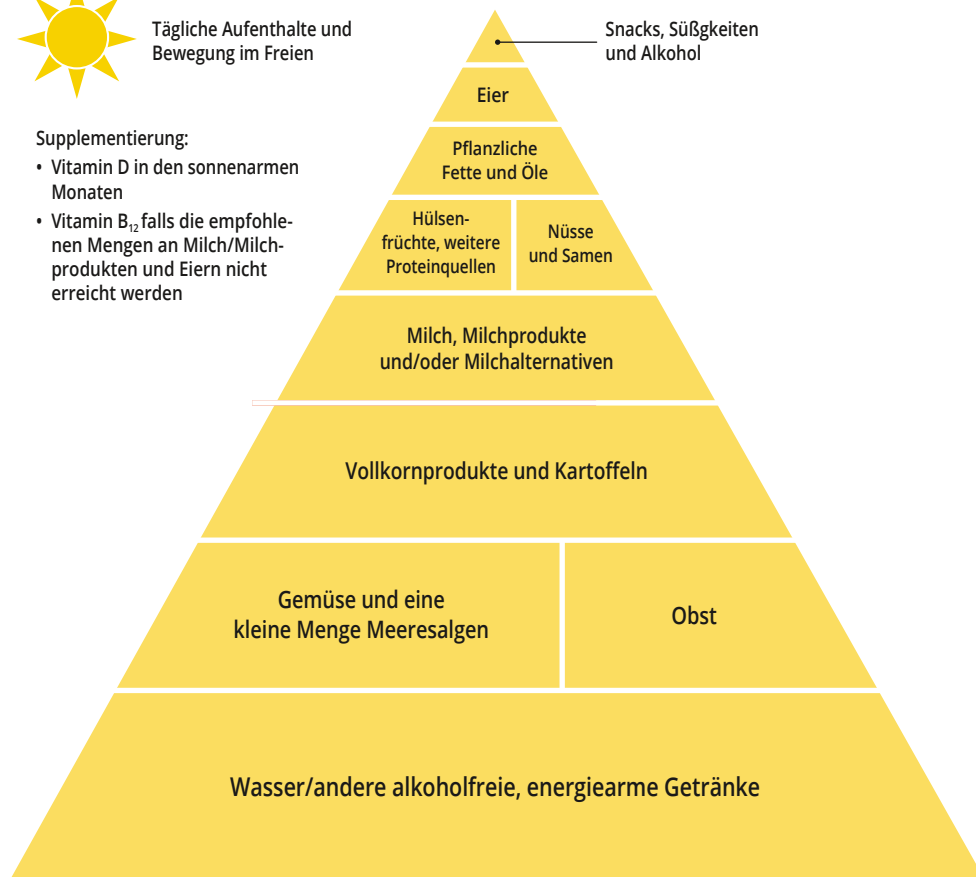 Tägliche Aufenthalte und
Bewegung im Freien
Snacks, Süßgkeiten
und Alkohol
Supplementierung:
• Vitamin D in den sonnenarmen
Monaten
• Vitamin B₁₂ falls die empfohle-
nen Mengen an Milch/Milch-
produkten und Eiern nicht
erreicht werden
Eier
Pflanzliche
Fette und Öle
Hülsen-
früchte, weitere
Proteinquellen
Nüsse
und Samen
Milch, Milchprodukte
und/oder Milchalternativen
Vollkornprodukte und Kartoffeln
Gemüse und eine
kleine Menge Meeresalgen
Obst
Wasser/andere alkoholfreie, energiearme Getränke